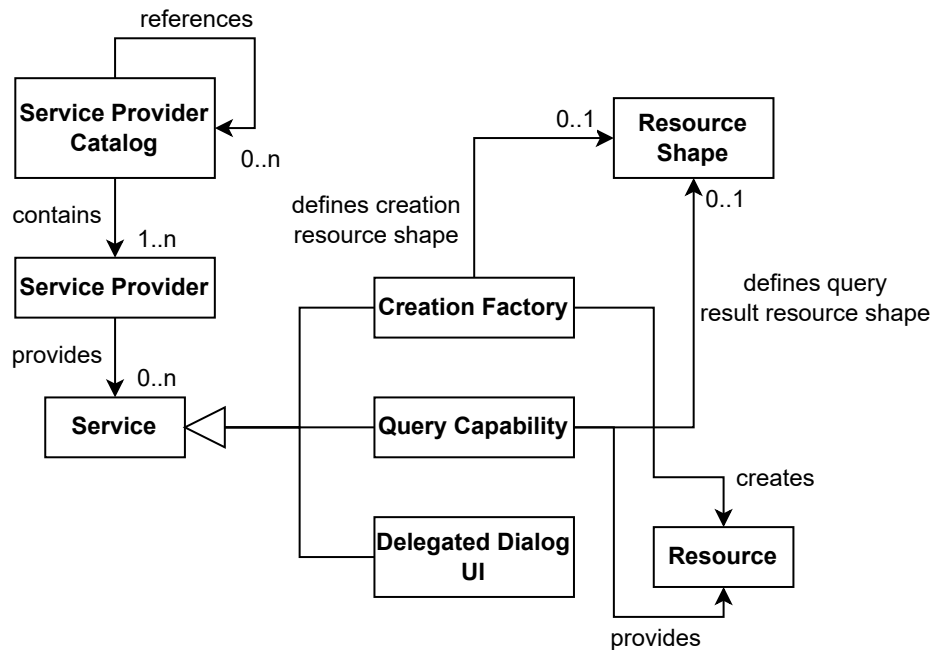 references
Service Provider
Catalog
0..n
0..1
Resource
Shape
0..1
contains
defines creation
resource shape
1..n
Service Provider
Creation Factory
defines query
result resource shape
provides
0..n
Service
Query Capability
creates
Delegated Dialog
UI
Resource
provides